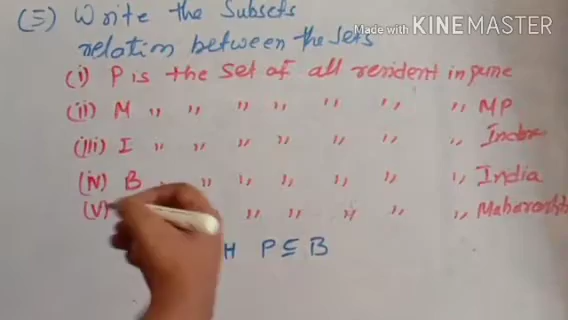 (३) Write the Subsets
Made with KINEMASTER
relation between the sets
(i) P is the set of all resident in pune
(ii) M " " " " " " " MP
(iii) I " " " " " " " Indore
(iv) B " " " " " " India
(V) " " " " " Maharashtra
H P ⊆ B